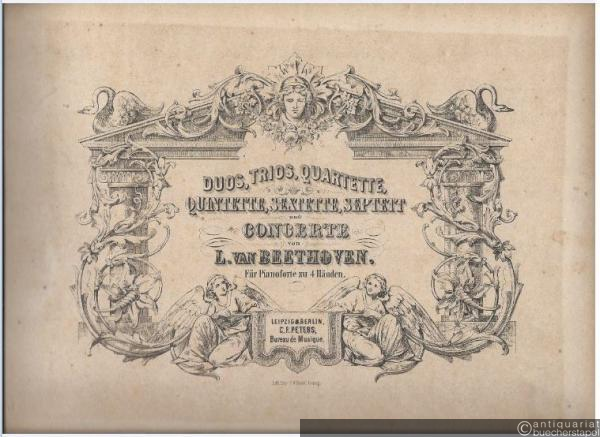 DUOS, TRIOS, QUARTETTE,
QUINTETTE, SEXTETTE, SEPTETT
und
CONCERTE
von
L. VAN BEETHOVEN.
Für Pianoforte zu 4 Händen.
LEIPZIG & BERLIN,
C. F. PETERS,
Bureau de Musique.
antiquariat
buecherstapel